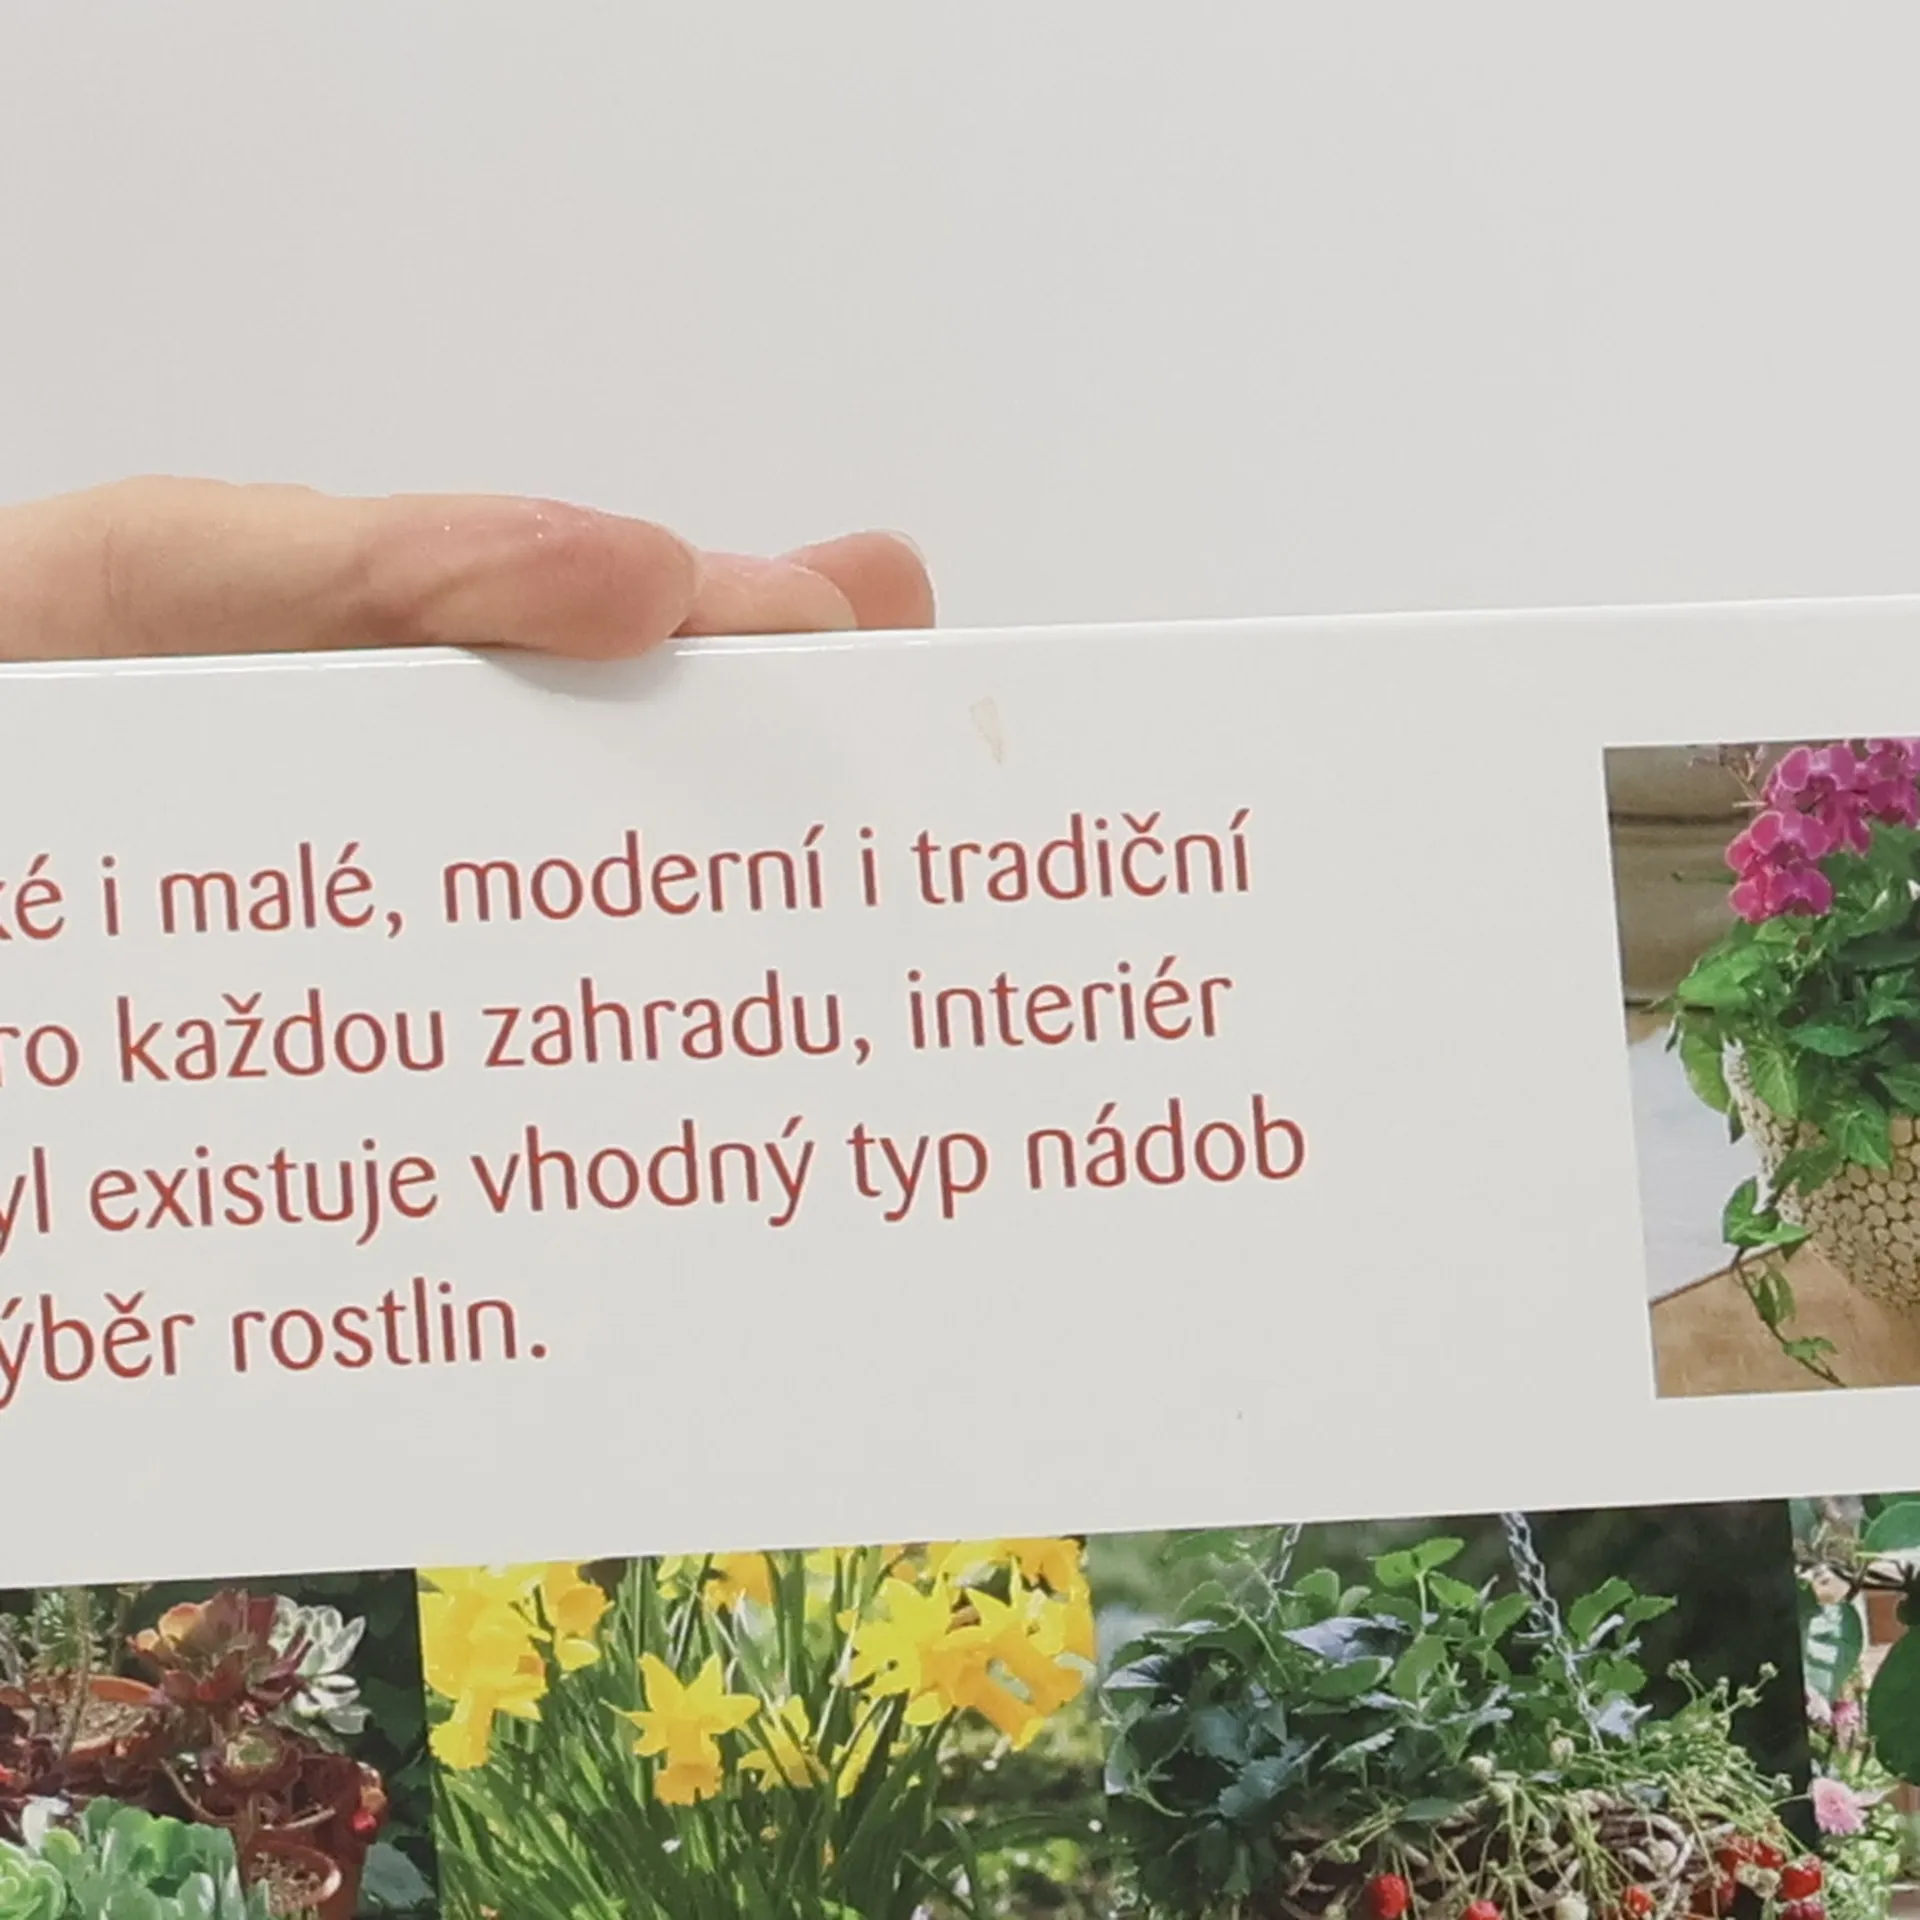 ké i malé, moderní i tradiční
ro každou zahradu, interiér
yl existuje vhodný typ nádob
ýběr rostlin.